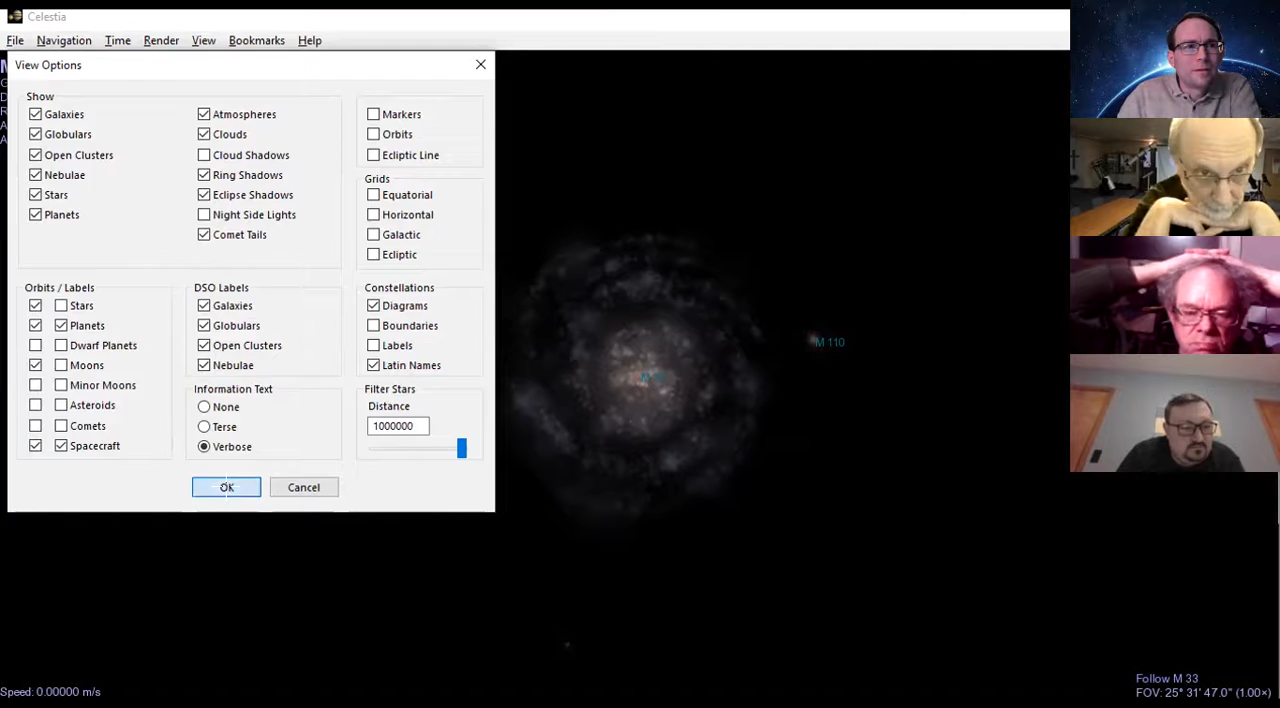 Celestia
File Navigation Time Render View Bookmarks Help
View Options
Show
Galaxies
Globulars
Open Clusters
Nebulae
Stars
Planets
Atmospheres
Clouds
Cloud Shadows
Ring Shadows
Eclipse Shadows
Night Side Lights
Comet Tails
Markers
Orbits
Ecliptic Line
Grids
Equatorial
Horizontal
Galactic
Ecliptic
Orbits / Labels
Stars
Planets
Dwarf Planets
Moons
Minor Moons
Asteroids
Comets
Spacecraft
DSO Labels
Galaxies
Globulars
Open Clusters
Nebulae
Information Text
None
Terse
Verbose
Constellations
Diagrams
Boundaries
Labels
Latin Names
Filter Stars
Distance
1000000
OK
Cancel
M 110
Speed: 0.00000 m/s
Follow M 33
FOV: 25° 31' 47.0" (1.00×)